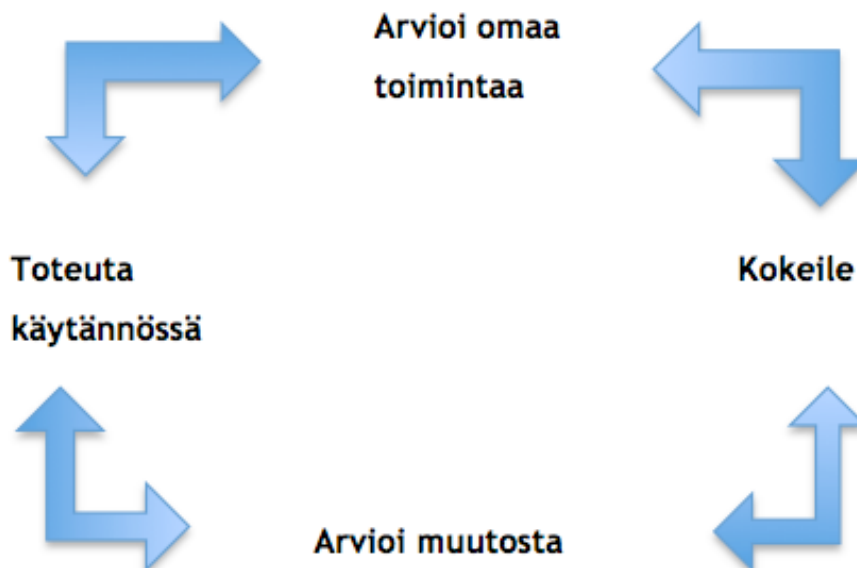 Arvioi omaa
toimintaa
Toteuta
käytännössä
Kokeile
Arvioi muutosta